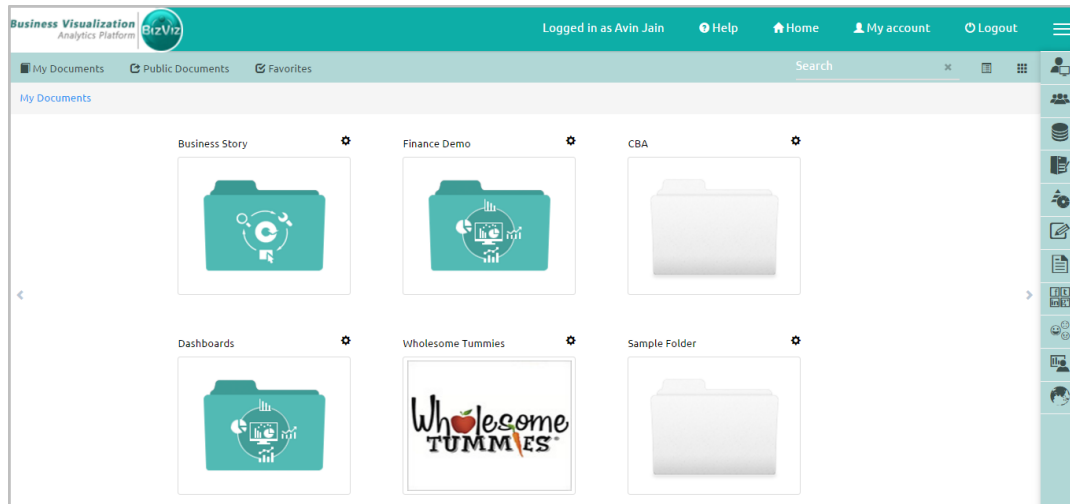 Business Visualization
Analytics Platform
BizViz
Logged in as Avin Jain
Help
Home
My account
Logout
My Documents
Public Documents
Favorites
Search
My Documents
Business Story
Finance Demo
CBA
Dashboards
Wholesome Tummies
Sample Folder
Wholesome
TUMMIES